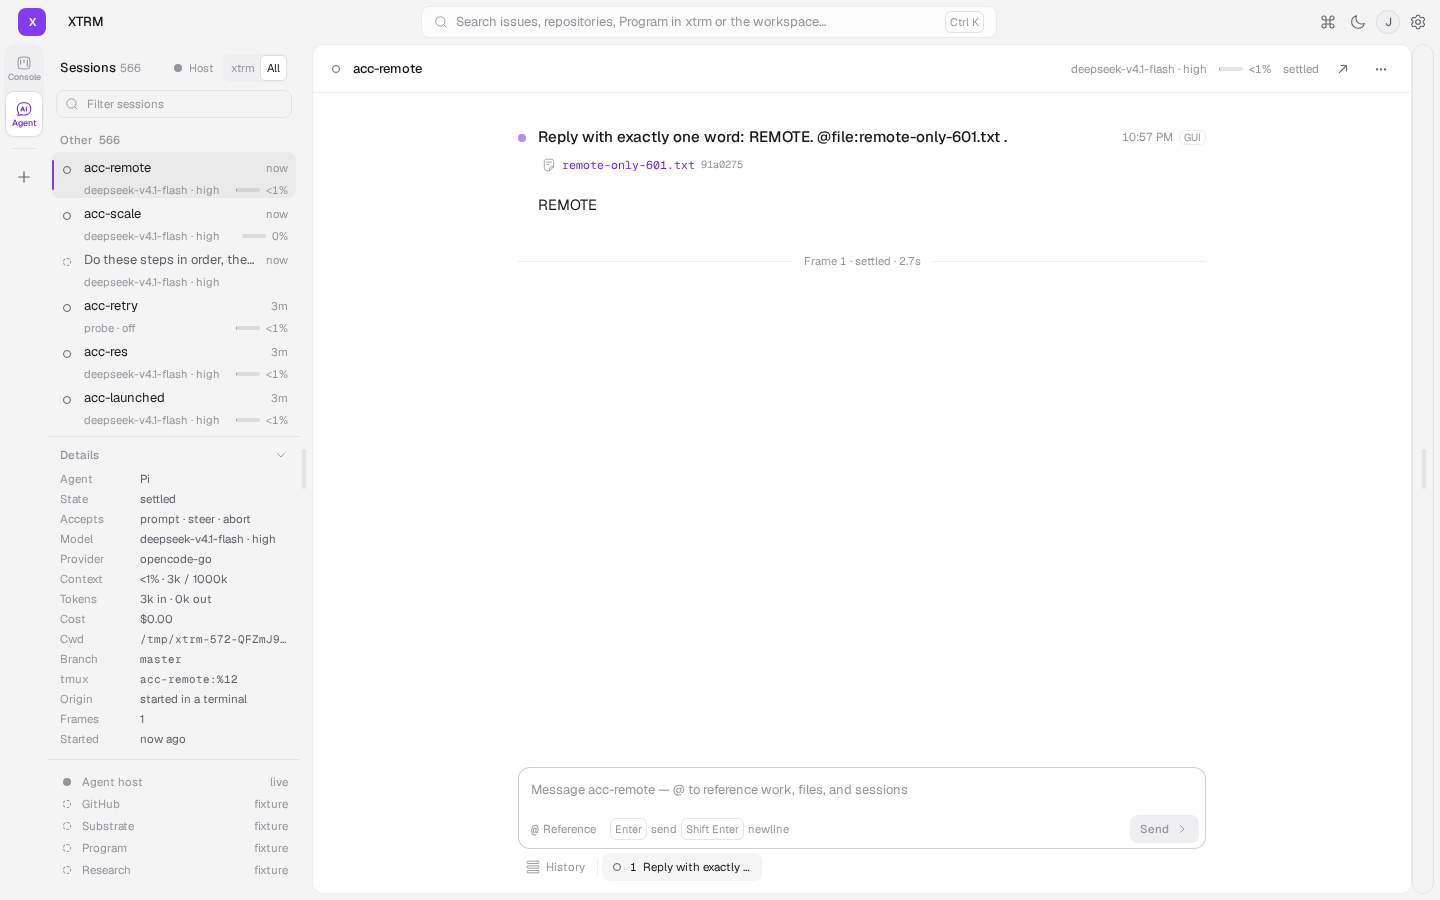 X XTRM
Search issues, repositories, Program in xtrm or the workspace… Ctrl K
J
Console
Agent
Sessions 566 Host xtrm All
Filter sessions
Other 566
acc-remote now
deepseek-v4.1-flash · high <1%
acc-scale now
deepseek-v4.1-flash · high 0%
Do these steps in order, the… now
deepseek-v4.1-flash · high
acc-retry 3m
probe · off <1%
acc-res 3m
deepseek-v4.1-flash · high <1%
acc-launched 3m
deepseek-v4.1-flash · high <1%
Details
Agent Pi
State settled
Accepts prompt · steer · abort
Model deepseek-v4.1-flash · high
Provider opencode-go
Context <1% · 3k / 1000k
Tokens 3k in · 0k out
Cost $0.00
Cwd /tmp/xtrm-572-QFZmJ9…
Branch master
tmux acc-remote:%12
Origin started in a terminal
Frames 1
Started now ago
Agent host live
GitHub fixture
Substrate fixture
Program fixture
Research fixture
acc-remote deepseek-v4.1-flash · high <1% settled
Reply with exactly one word: REMOTE. @file:remote-only-601.txt . 10:57 PM GUI
remote-only-601.txt 91a0275
REMOTE
Frame 1 · settled · 2.7s
Message acc-remote — @ to reference work, files, and sessions
@ Reference Enter send Shift Enter newline Send
History 1 Reply with exactly …